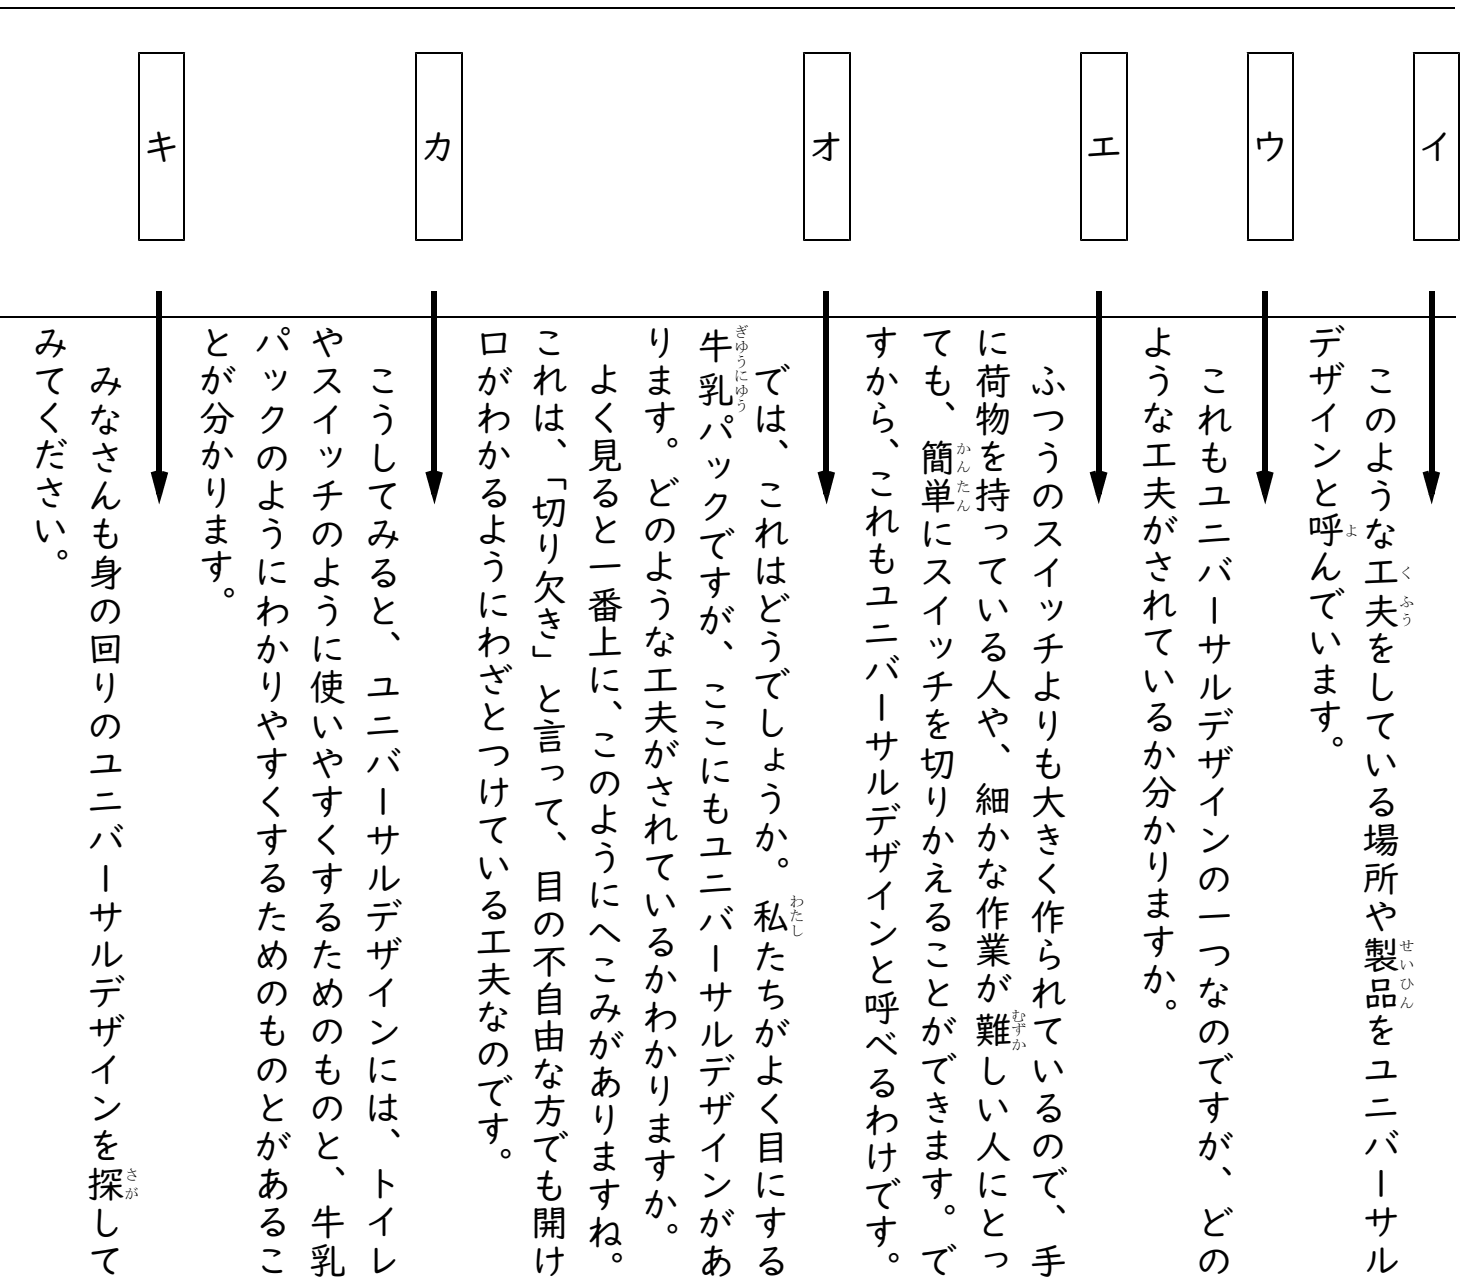 イ
このような工夫をしている場所や製品をユニバーサル
デザインと呼んでいます。
ウ
これもユニバーサルデザインの一つなのですが、どの
ような工夫がされているか分かりますか。
エ
ふつうのスイッチよりも大きく作られているので、手
に荷物を持っている人や、細かな作業が難しい人にとっ
ても、簡単にスイッチを切りかえることができます。で
すから、これもユニバーサルデザインと呼べるわけです。
オ
では、これはどうでしょうか。私たちがよく目にする
牛乳パックですが、ここにもユニバーサルデザインがあ
ります。どのような工夫がされているかわかりますか。
よく見ると一番上に、このようにへこみがありますね。
これは、「切り欠き」と言って、目の不自由な方でも開け
口がわかるようにわざとつけている工夫なのです。
カ
こうしてみると、ユニバーサルデザインには、トイレ
やスイッチのように使いやすくするためのものと、牛乳
パックのようにわかりやすくするためのものとがあるこ
とが分かります。
キ
みなさんも身の回りのユニバーサルデザインを探して
みてください。